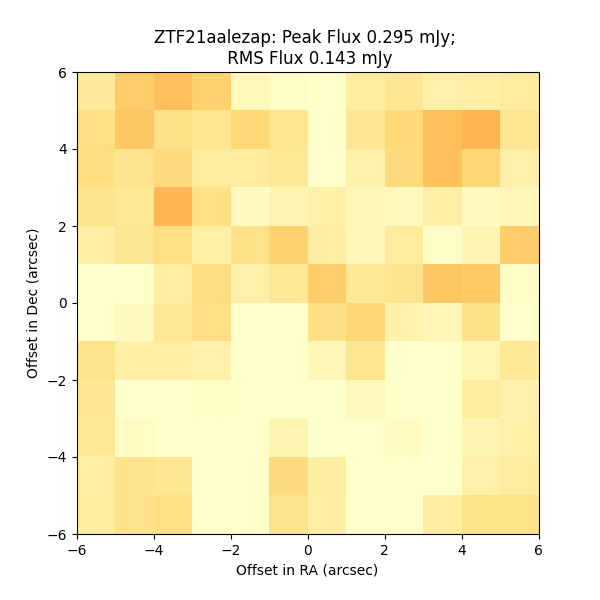 ZTF21aalezap: Peak Flux 0.295 mJy;
RMS Flux 0.143 mJy
6
4
2
0
−2
−4
−6
Offset in Dec (arcsec)
−6 −4 −2 0 2 4 6
Offset in RA (arcsec)